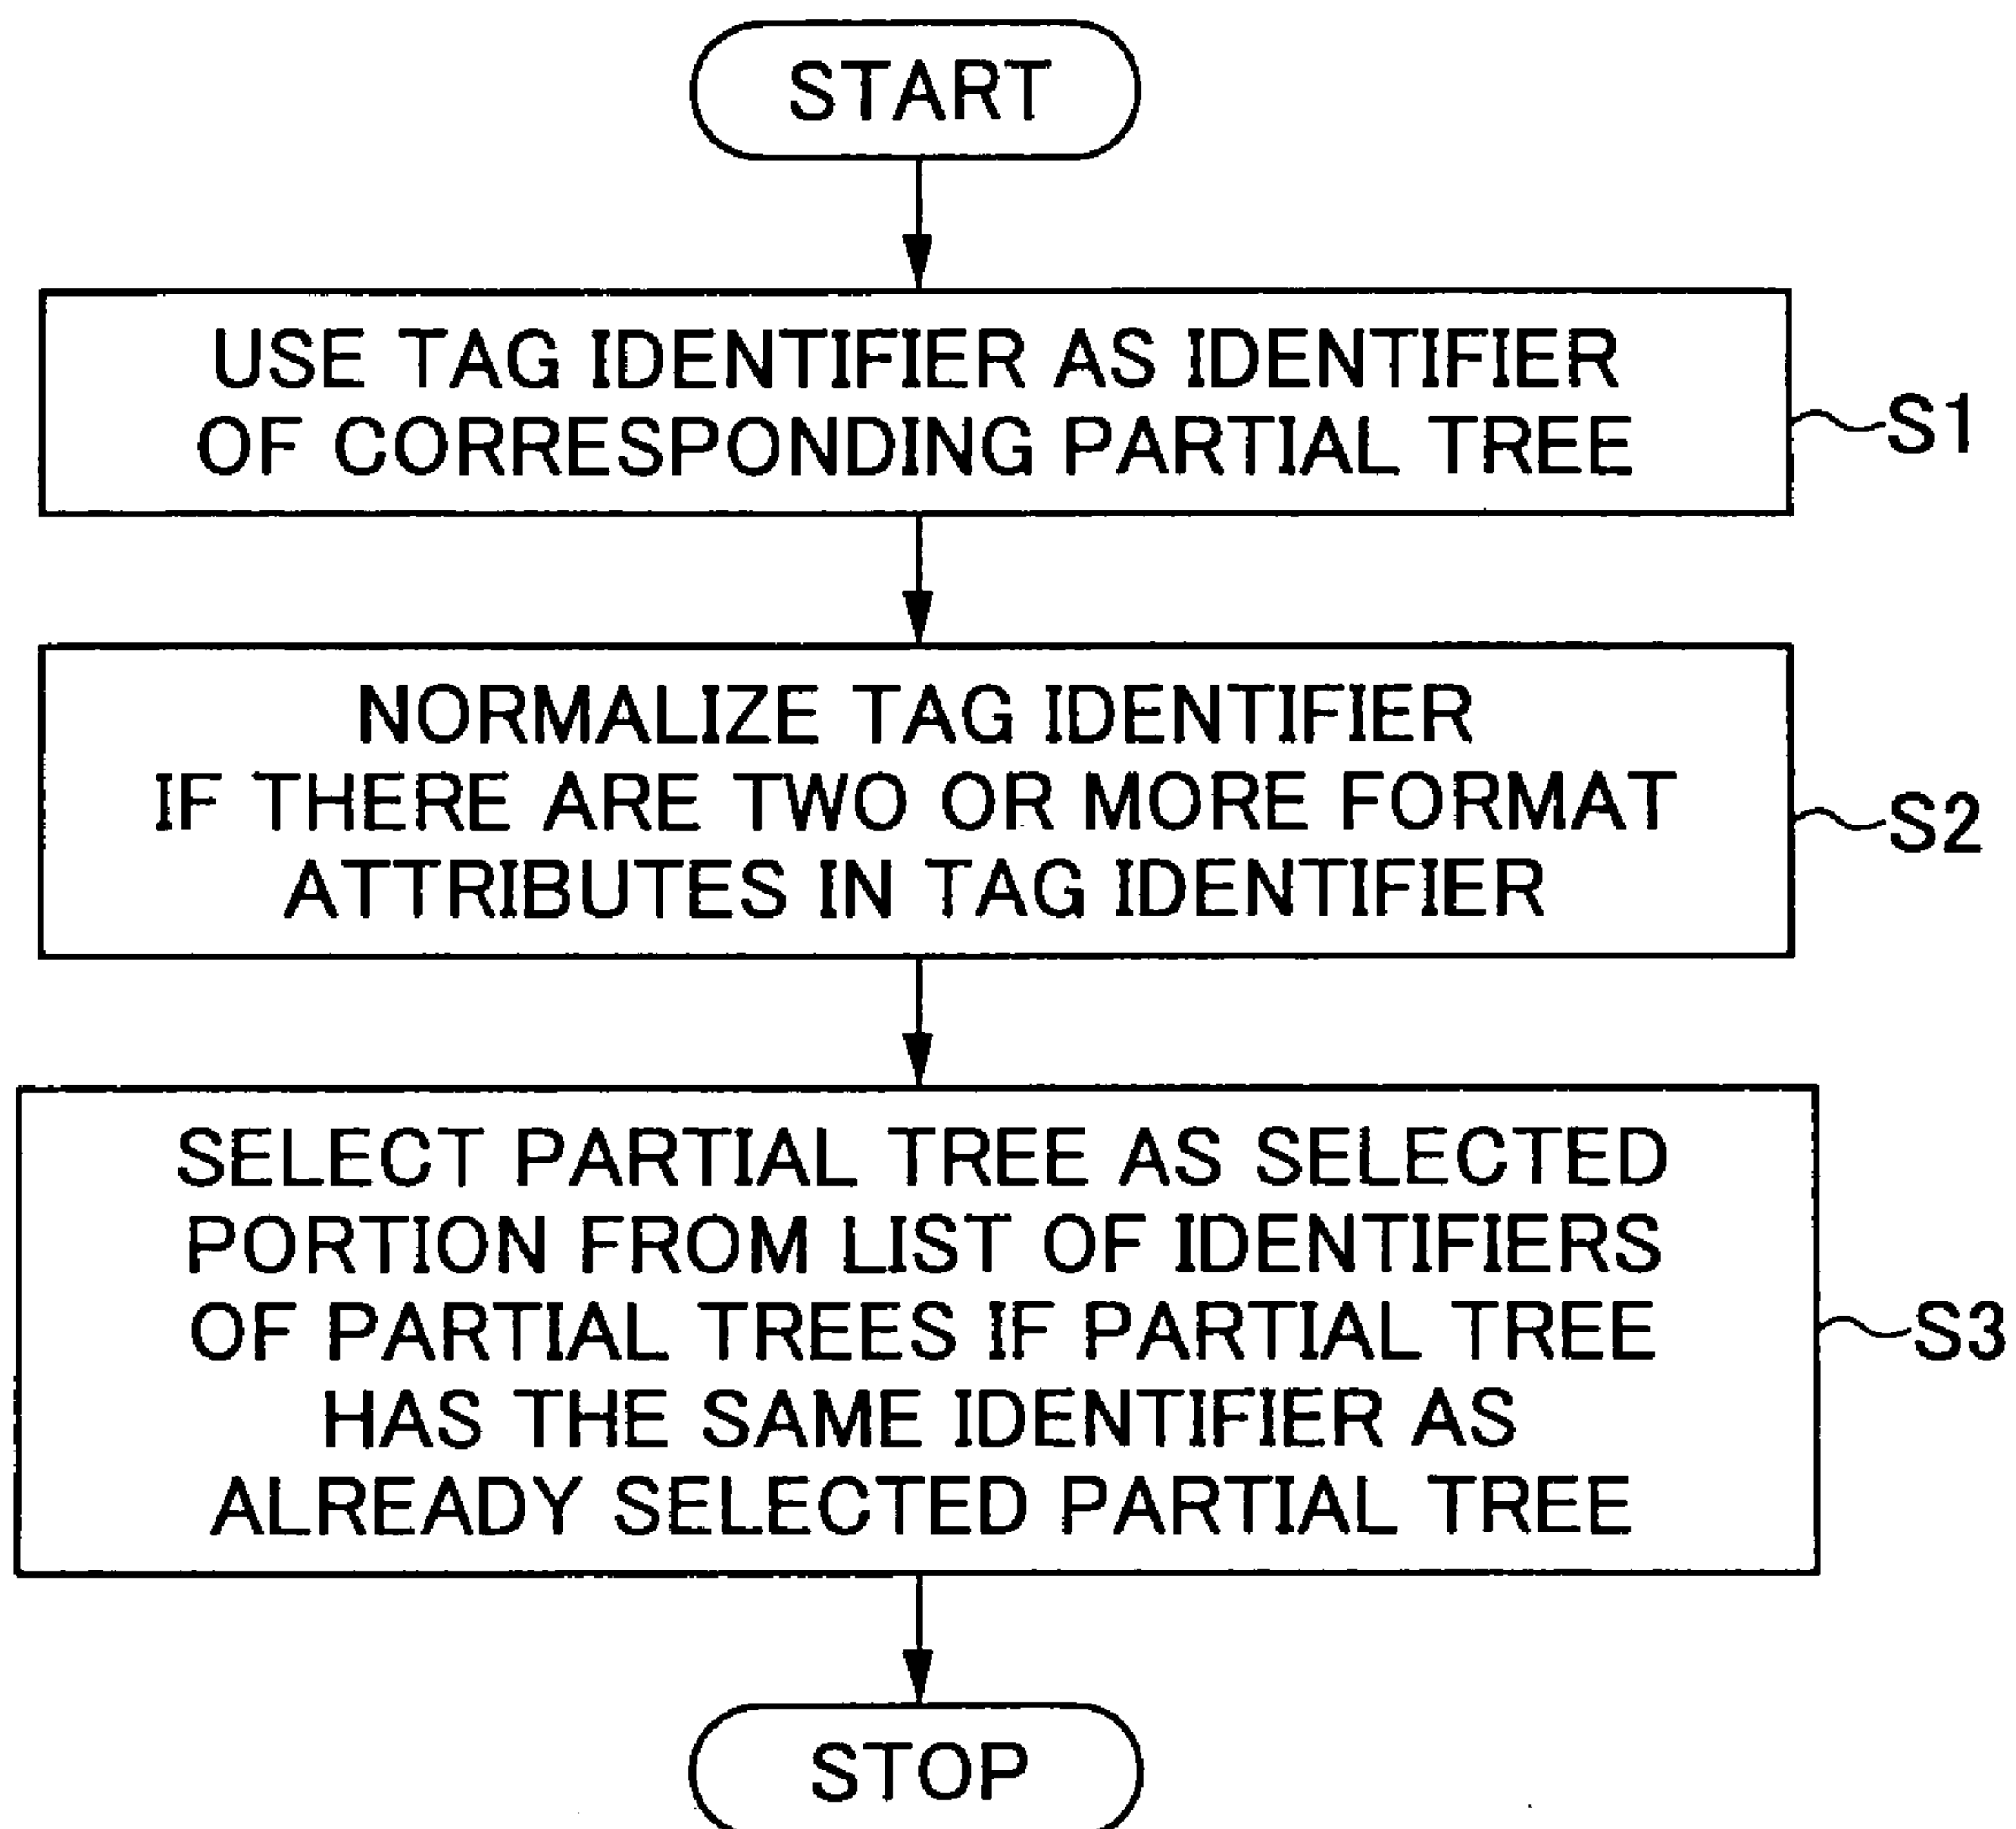 START
USE TAG IDENTIFIER AS IDENTIFIER
OF CORRESPONDING PARTIAL TREE
S1
NORMALIZE TAG IDENTIFIER
IF THERE ARE TWO OR MORE FORMAT
ATTRIBUTES IN TAG IDENTIFIER
S2
SELECT PARTIAL TREE AS SELECTED
PORTION FROM LIST OF IDENTIFIERS
OF PARTIAL TREES IF PARTIAL TREE
HAS THE SAME IDENTIFIER AS
ALREADY SELECTED PARTIAL TREE
S3
STOP